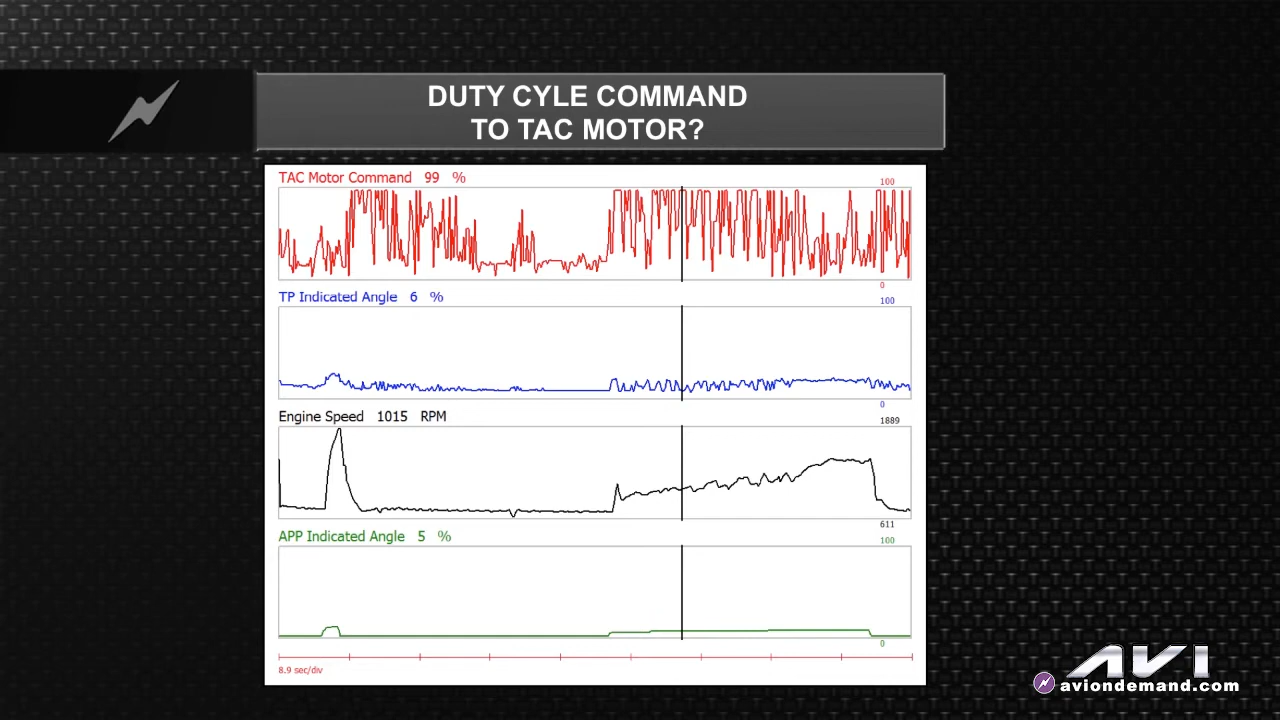 DUTY CYLE COMMAND
TO TAC MOTOR?
TAC Motor Command 99 %
100
0
TP Indicated Angle 6 %
100
0
Engine Speed 1015 RPM
1889
611
APP Indicated Angle 5 %
100
0
8.9 sec/div
AVI
aviondemand.com